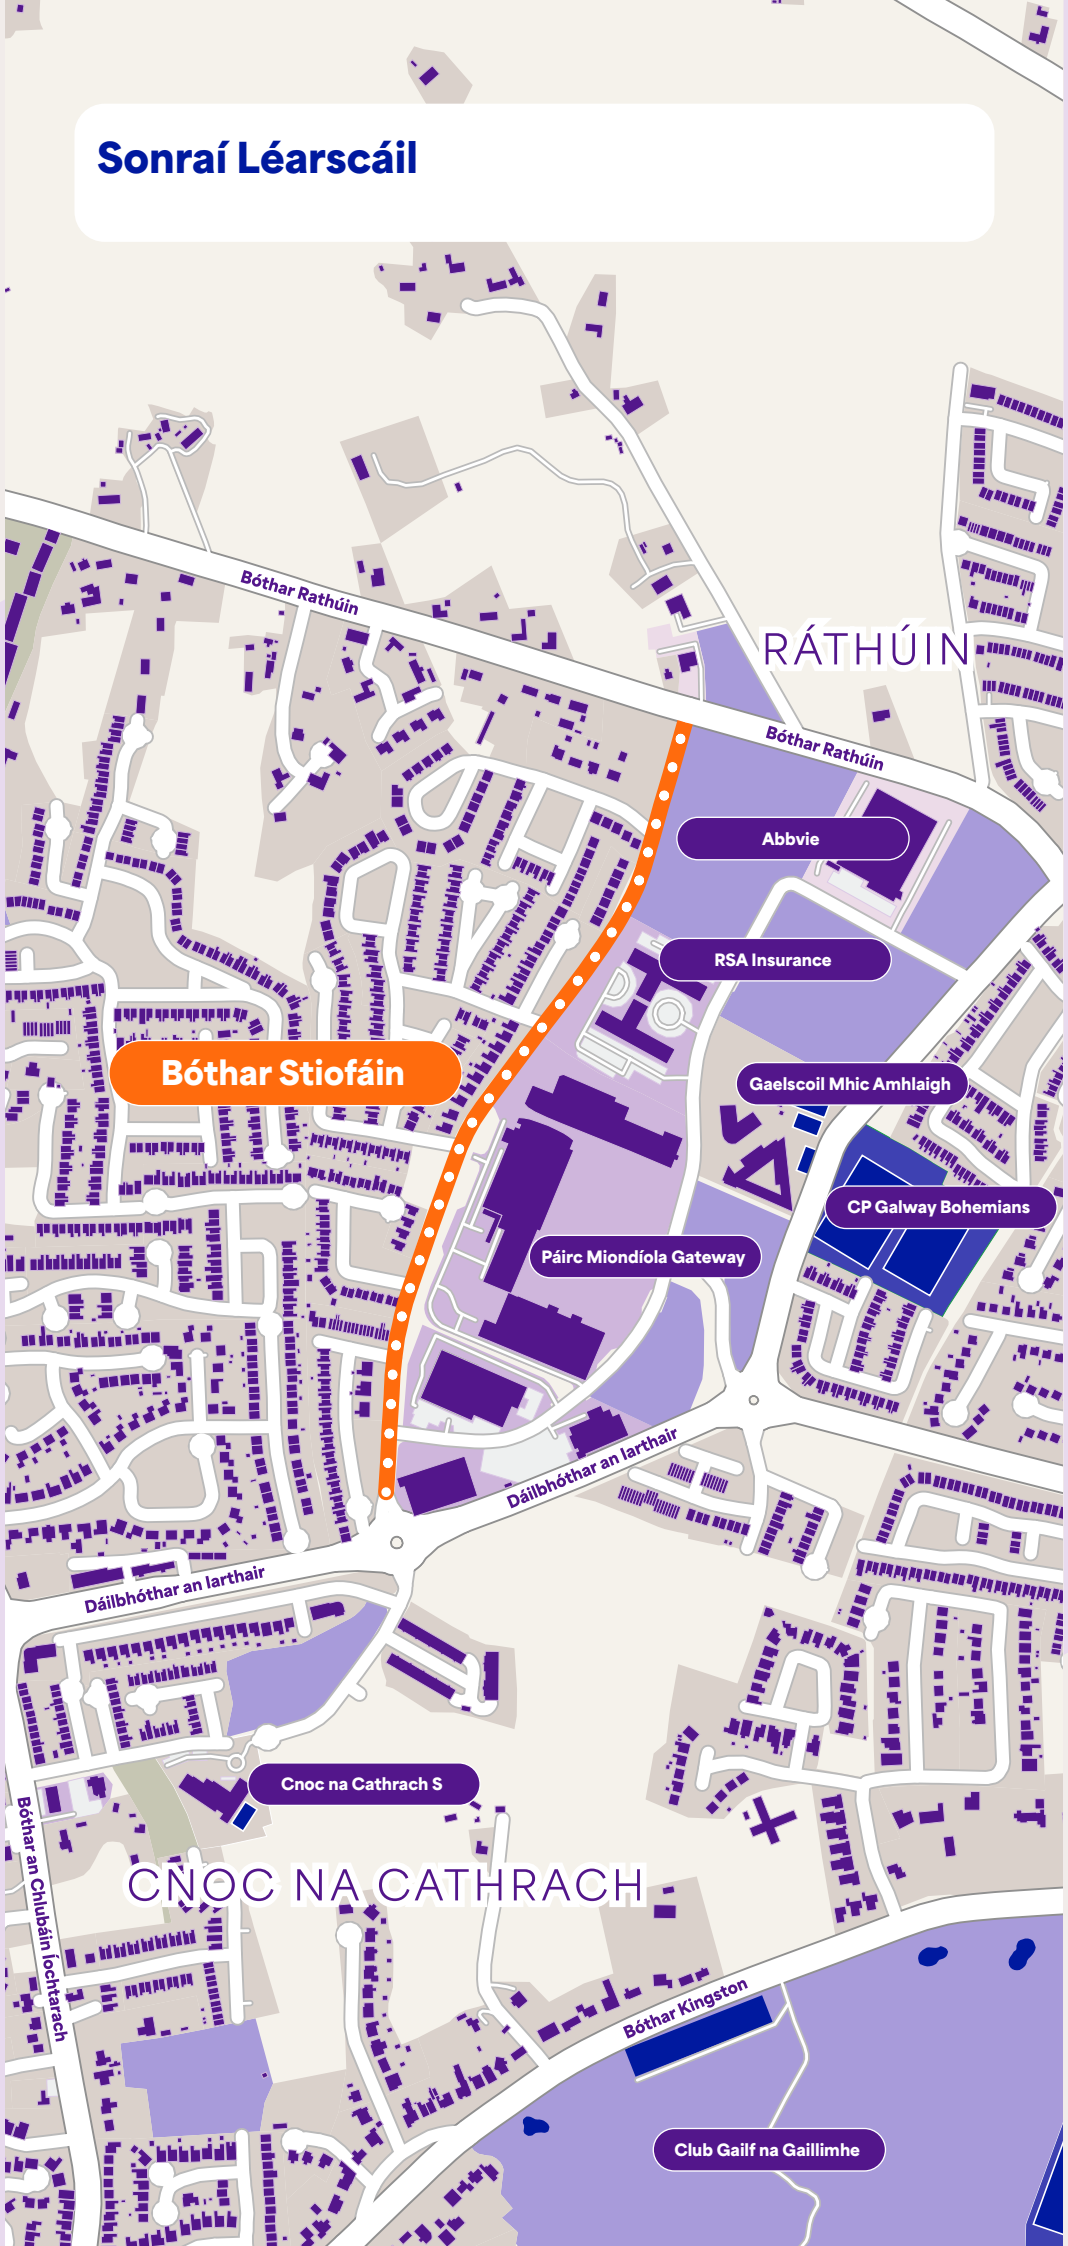 Sonraí Léarscáil
Bóthar Rathúin
RÁTHÚIN
Bóthar Rathúin
Abbvie
RSA Insurance
Bóthar Stiofáin
Gaelscoil Mhic Amhlaigh
CP Galway Bohemians
Páirc Miondíola Gateway
Dáilbhóthar an Iarthair
Dáilbhóthar an Iarthair
Cnoc na Cathrach S
Bóthar an Chlubáin Íochtarach
CNOC NA CATHRACH
Bóthar Kingston
Club Gailf na Gaillimhe